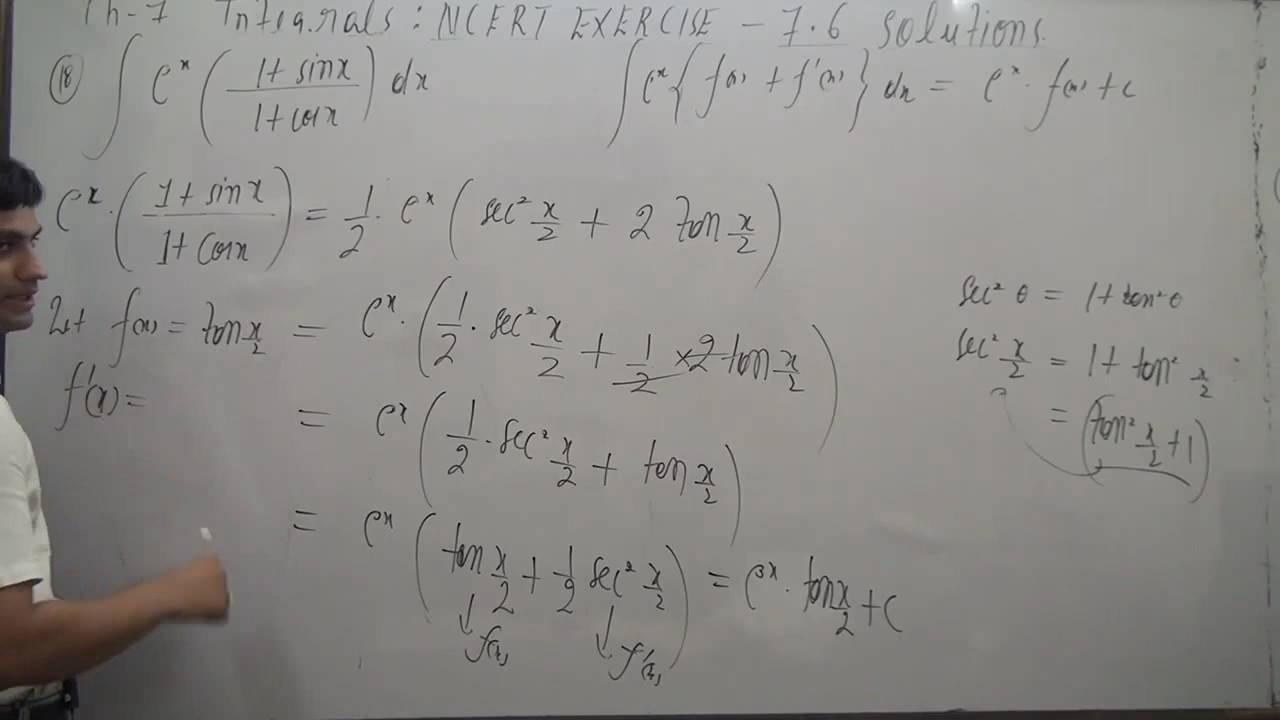 Ch-7 Integrals : NCERT EXERCISE - 7.6 Solutions.
(18) ∫ e^x ( (1 + sinx) / (1 + cosx) ) dx
∫ e^x { f(x) + f'(x) } dx = e^x · f(x) + c
e^x · ( (1 + sinx) / (1 + cosx) ) = 1/2 · e^x ( sec² x/2 + 2 tan x/2 )
Let f(x) = tan x/2
= e^x · ( 1/2 · sec² x/2 + 1/2 × 2 tan x/2 )
f'(x) =
= e^x ( 1/2 · sec² x/2 + tan x/2 )
= e^x ( tan x/2 + 1/2 sec² x/2 ) = e^x · tan x/2 + C
↓ f(x) ↓ f'(x)
sec² θ = 1 + tan² θ
sec² x/2 = 1 + tan² x/2
= ( tan² x/2 + 1 )